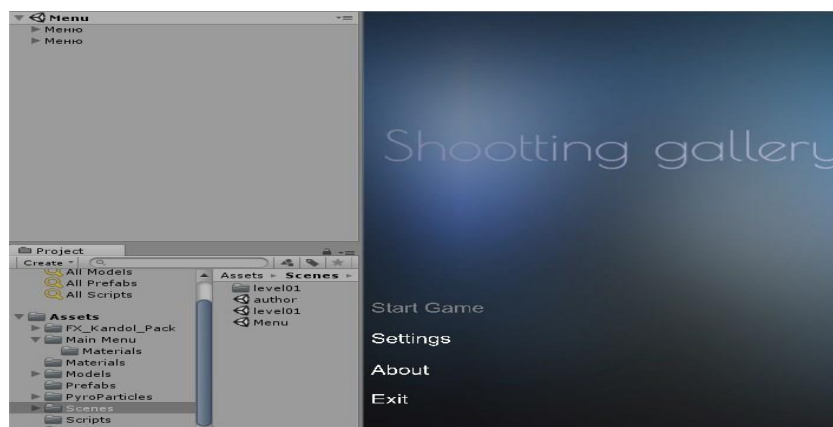 Menu
Меню
Меню
Project
Create
All Models
All Prefabs
All Scripts
Assets
FX_Kandol_Pack
Main Menu
Materials
Materials
Models
Prefabs
PyroParticles
Scenes
Scripts
Assets Scenes
level01
author
level01
Menu
Shootting gallery
Start Game
Settings
About
Exit